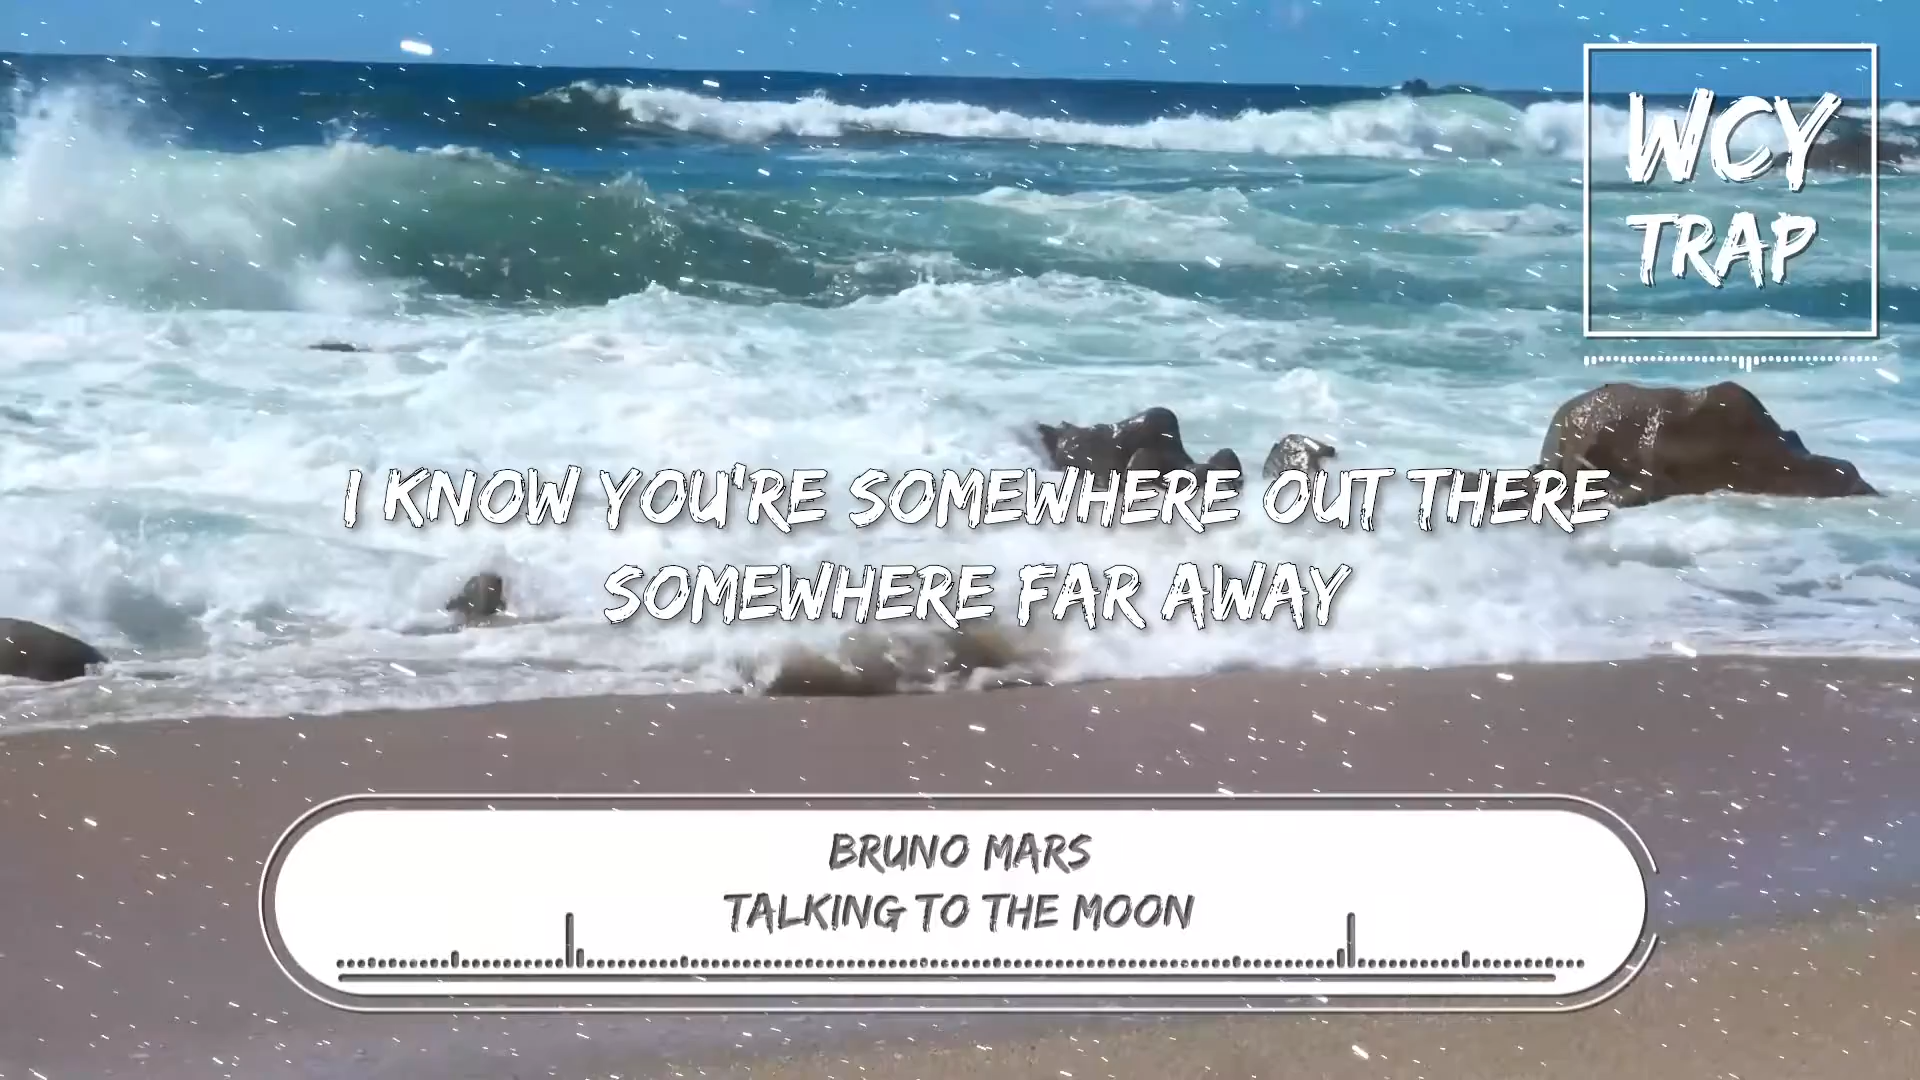 WCY
TRAP
I KNOW YOU'RE SOMEWHERE OUT THERE
SOMEWHERE FAR AWAY
BRUNO MARS
TALKING TO THE MOON